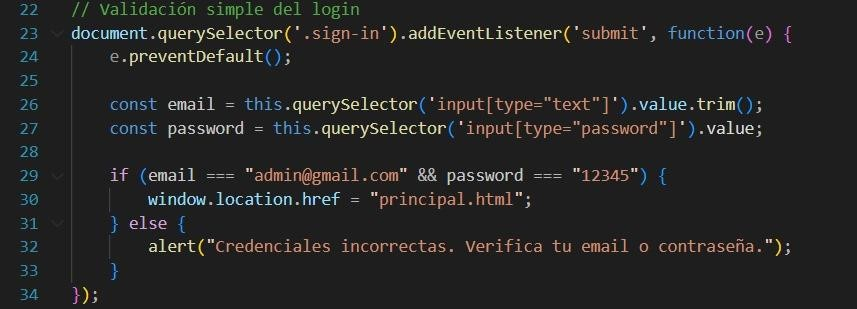 22 // Validación simple del login
23 document.querySelector('.sign-in').addEventListener('submit', function(e) {
24     e.preventDefault();
25
26     const email = this.querySelector('input[type="text"]').value.trim();
27     const password = this.querySelector('input[type="password"]').value;
28
29     if (email === "admin@gmail.com" && password === "12345") {
30         window.location.href = "principal.html";
31     } else {
32         alert("Credenciales incorrectas. Verifica tu email o contraseña.");
33     }
34 });